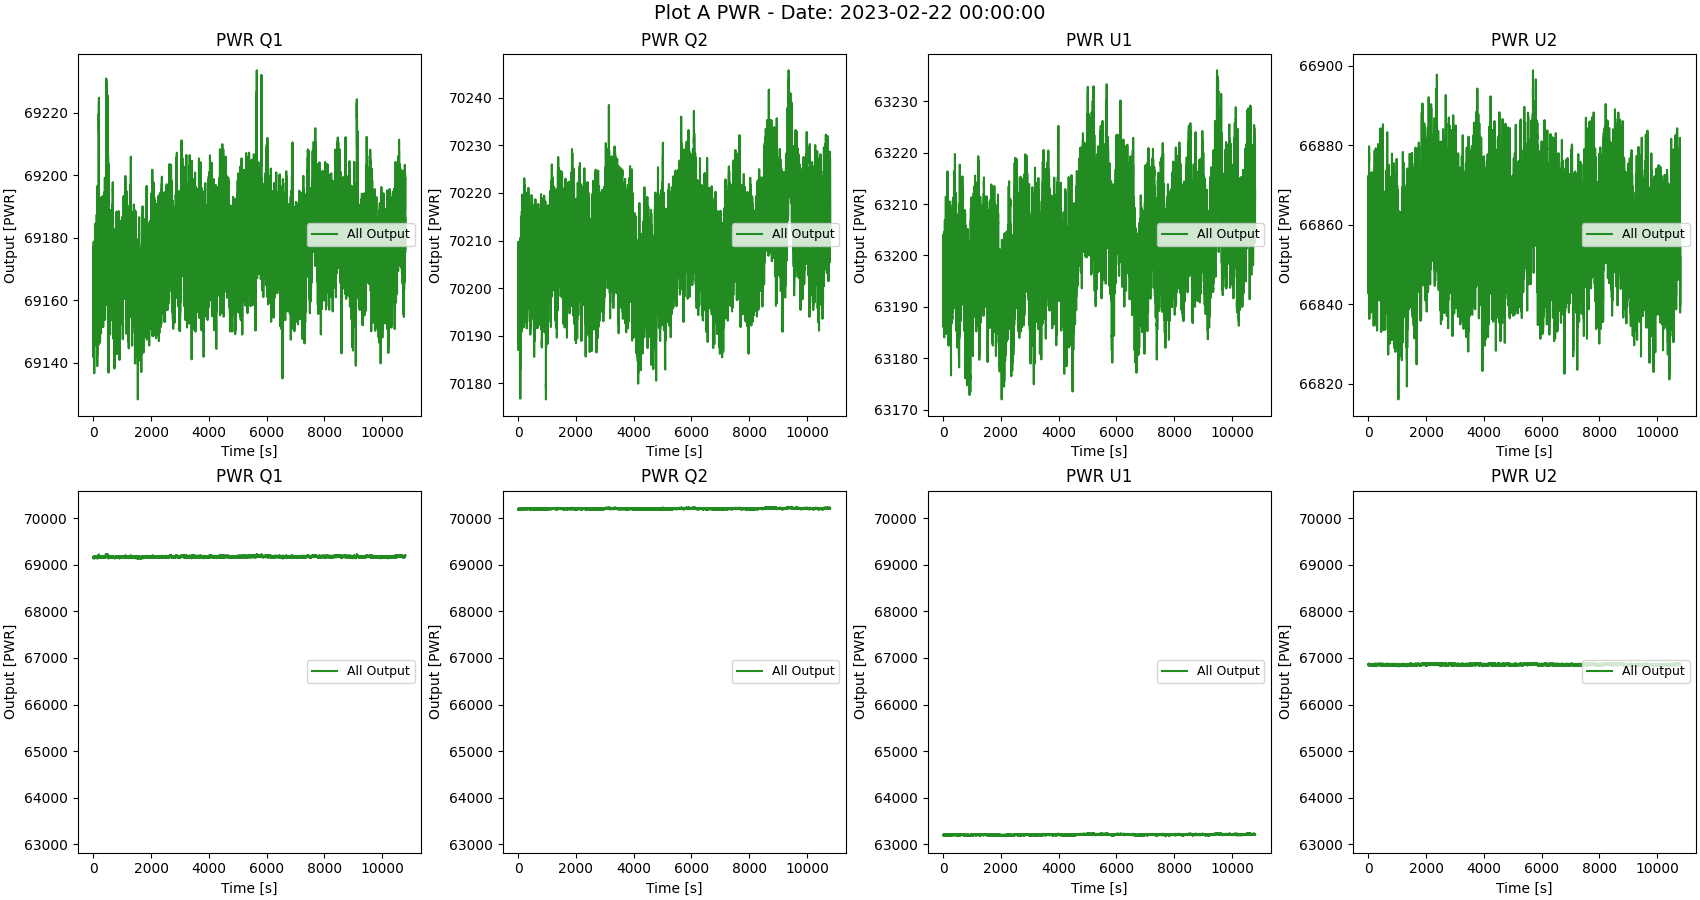 Plot A PWR - Date: 2023-02-22 00:00:00
PWR Q1
Output [PWR]
69220
69200
69180
69160
69140
All Output
0 2000 4000 6000 8000 10000
Time [s]
PWR Q2
Output [PWR]
70240
70230
70220
70210
70200
70190
70180
All Output
0 2000 4000 6000 8000 10000
Time [s]
PWR U1
Output [PWR]
63230
63220
63210
63200
63190
63180
63170
All Output
0 2000 4000 6000 8000 10000
Time [s]
PWR U2
Output [PWR]
66900
66880
66860
66840
66820
All Output
0 2000 4000 6000 8000 10000
Time [s]
PWR Q1
Output [PWR]
70000
69000
68000
67000
66000
65000
64000
63000
All Output
0 2000 4000 6000 8000 10000
Time [s]
PWR Q2
Output [PWR]
70000
69000
68000
67000
66000
65000
64000
63000
All Output
0 2000 4000 6000 8000 10000
Time [s]
PWR U1
Output [PWR]
70000
69000
68000
67000
66000
65000
64000
63000
All Output
0 2000 4000 6000 8000 10000
Time [s]
PWR U2
Output [PWR]
70000
69000
68000
67000
66000
65000
64000
63000
All Output
0 2000 4000 6000 8000 10000
Time [s]